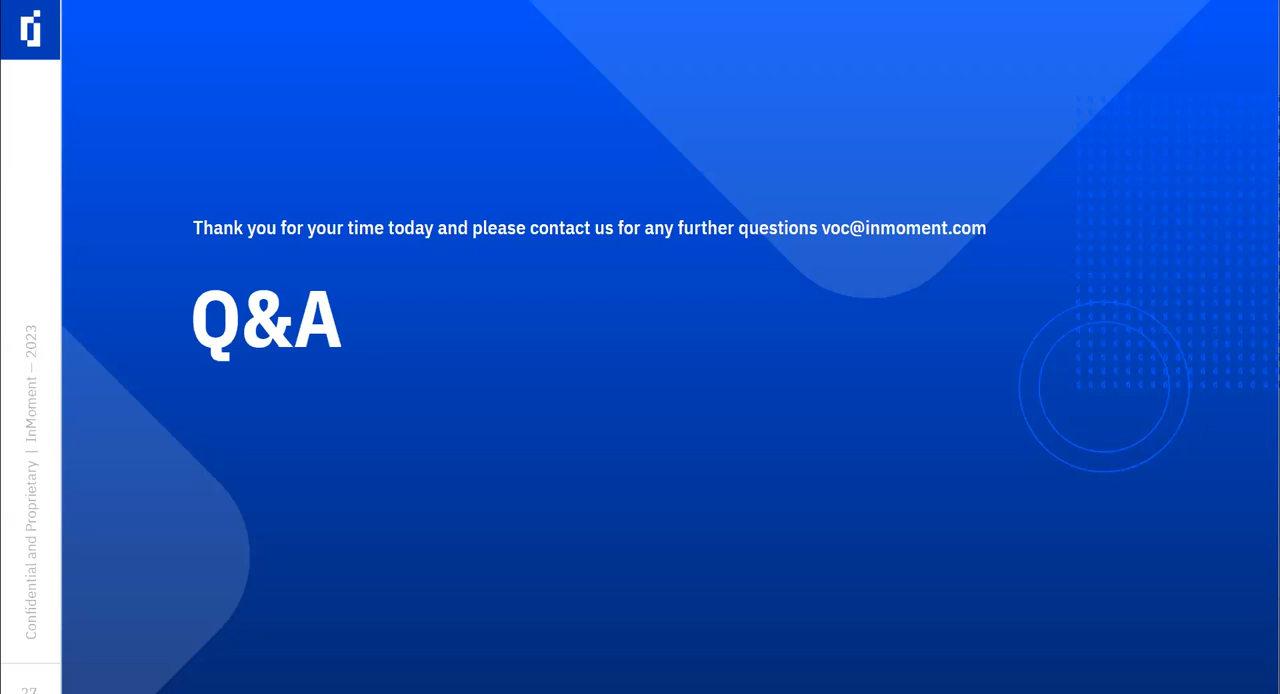 Thank you for your time today and please contact us for any further questions voc@inmoment.com
Q&A
Confidential and Proprietary | InMoment — 2023
27